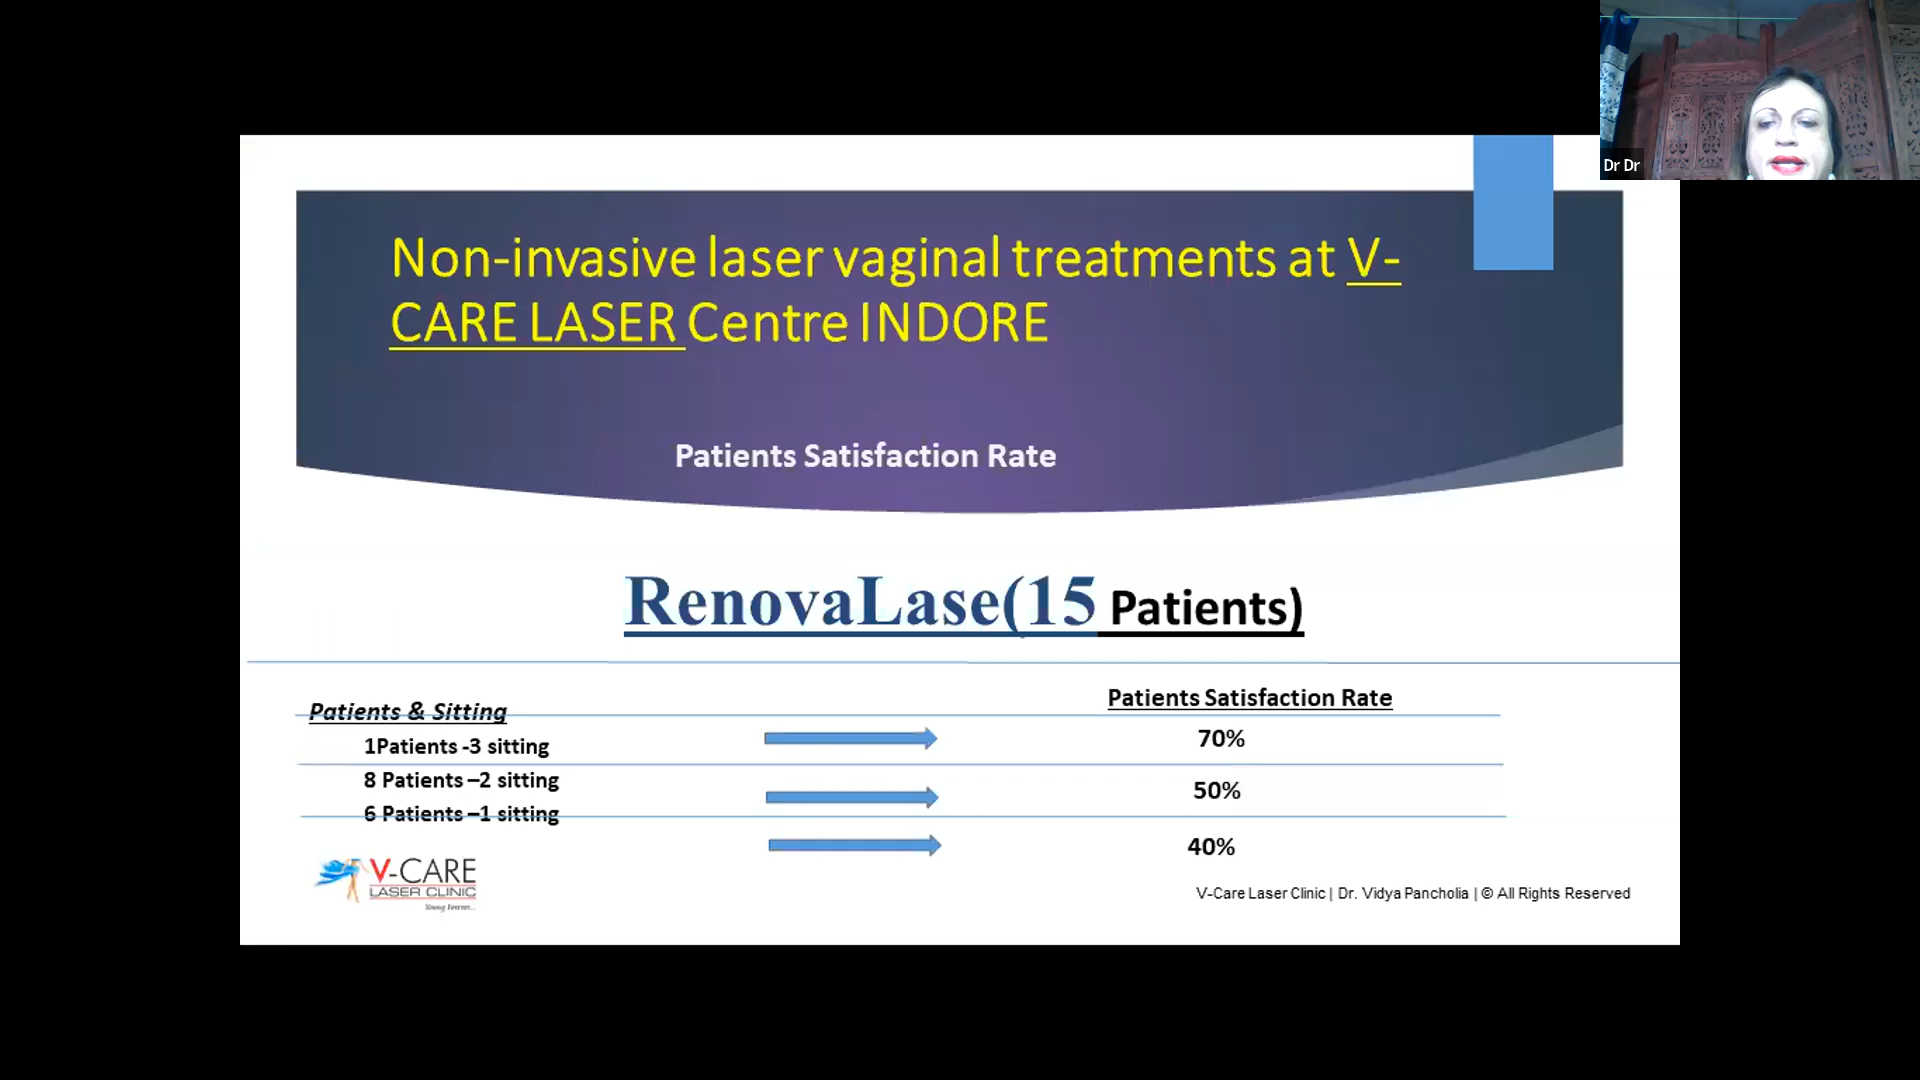 Dr Dr
Non-invasive laser vaginal treatments at V-
CARE LASER Centre INDORE
Patients Satisfaction Rate
RenovaLase(15 Patients)
Patients & Sitting
Patients Satisfaction Rate
1Patients -3 sitting
70%
8 Patients –2 sitting
50%
6 Patients –1 sitting
40%
V-CARE
LASER CLINIC
Young Forever...
V-Care Laser Clinic | Dr. Vidya Pancholia | © All Rights Reserved